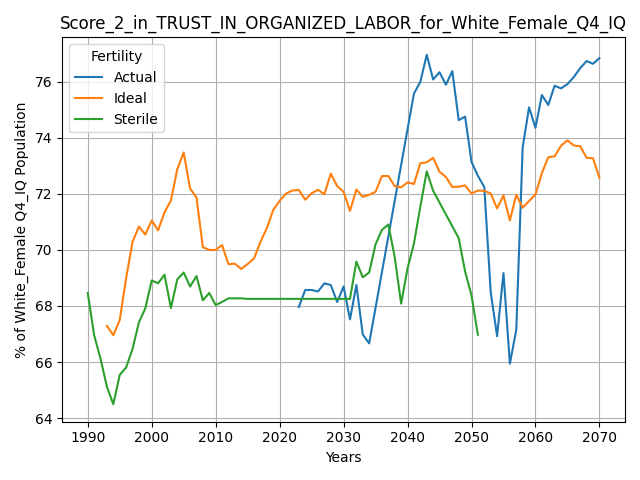 Score_2_in_TRUST_IN_ORGANIZED_LABOR_for_White_Female_Q4_IQ
Fertility
Actual
Ideal
Sterile
% of White_Female Q4_IQ Population
76
74
72
70
68
66
64
1990 2000 2010 2020 2030 2040 2050 2060 2070
Years